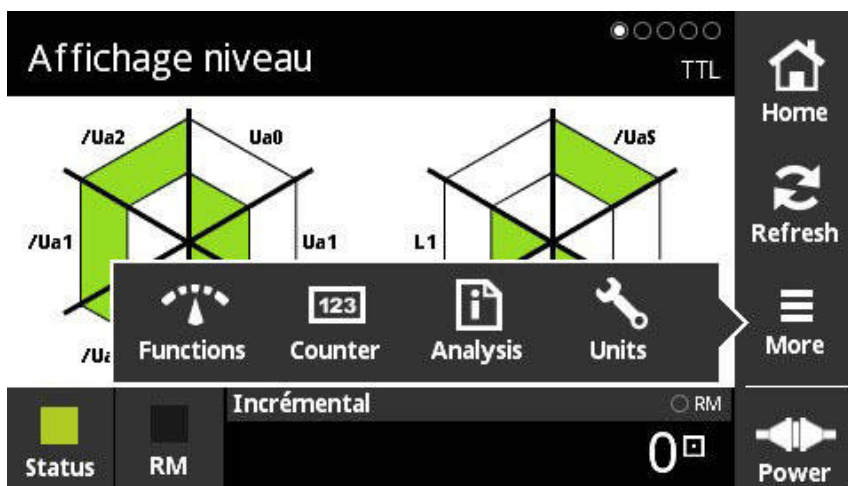 Affichage niveau
TTL
Home
/Ua2
Ua0
/UaS
Refresh
/Ua1
Ua1
L1
123
Functions
Counter
Analysis
Units
More
Incrémental
RM
Status
RM
0
Power